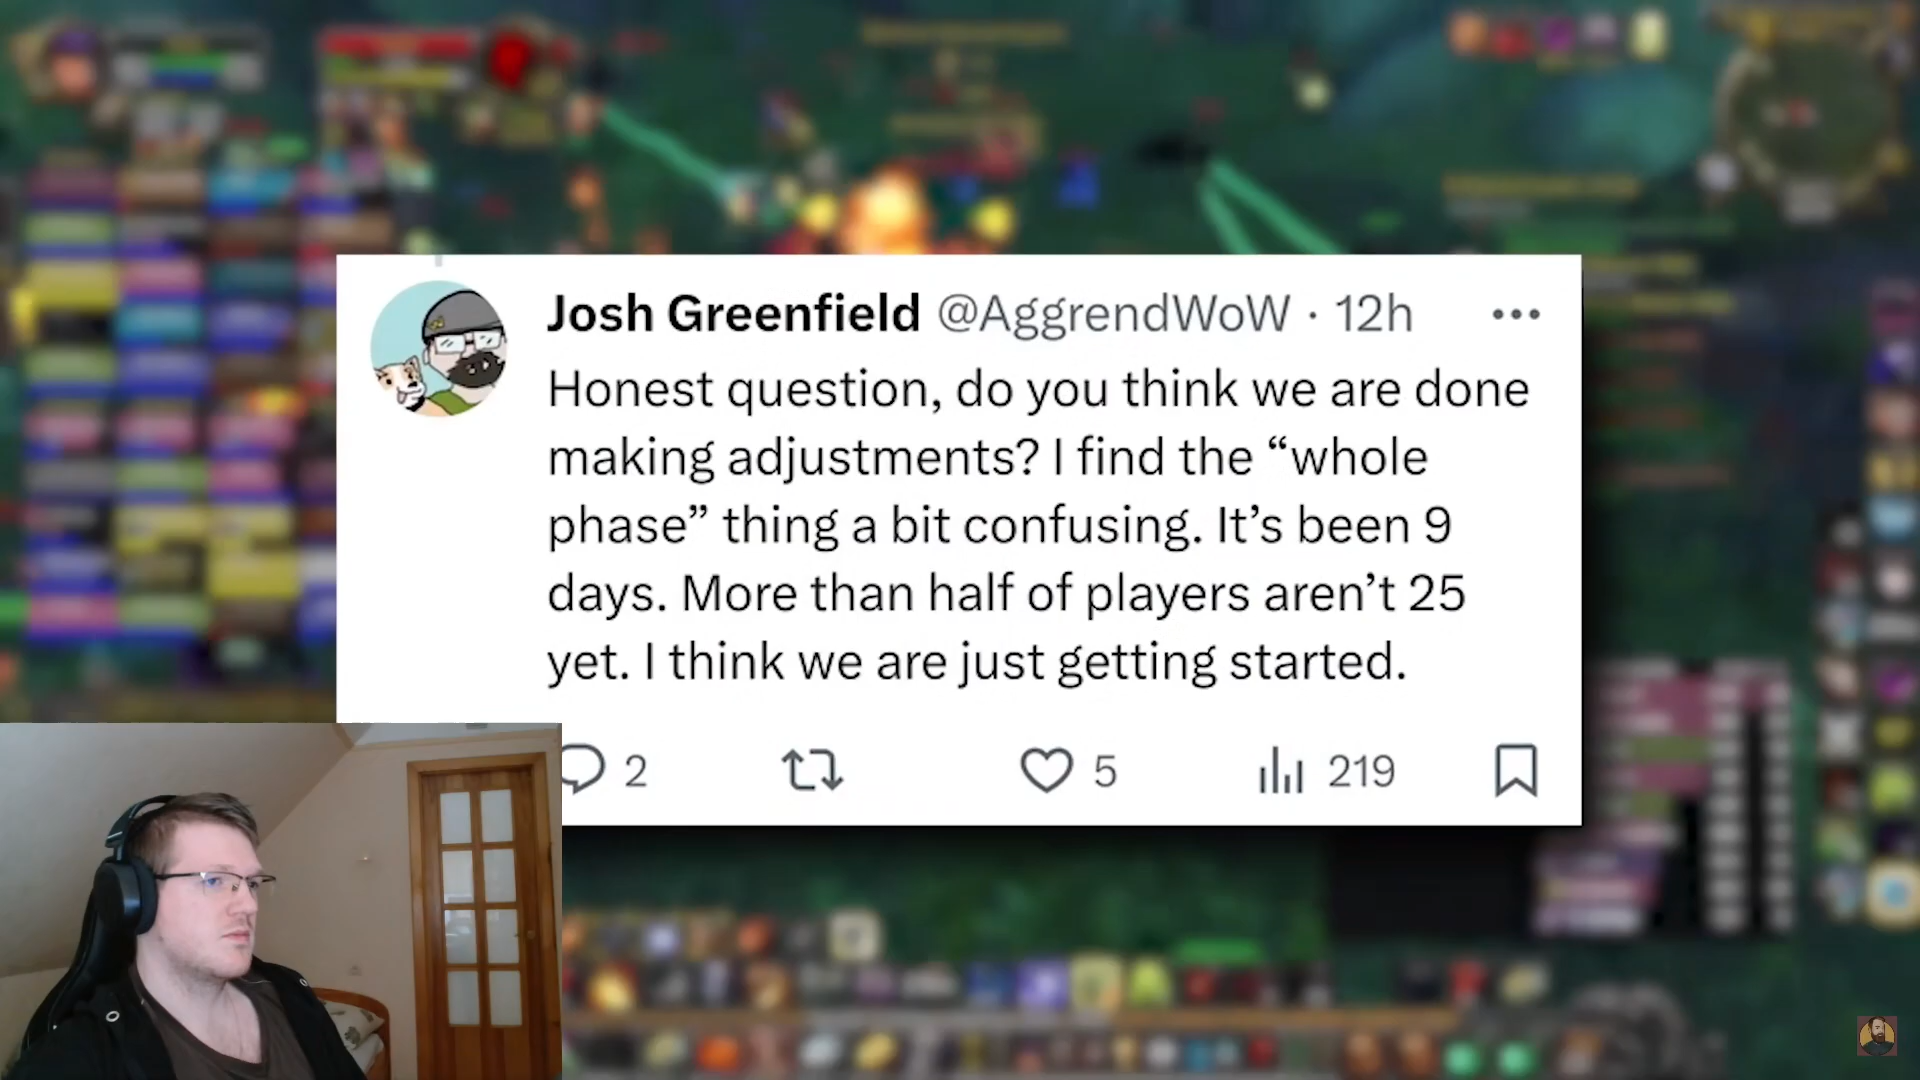 Josh Greenfield @AggrendWoW · 12h
Honest question, do you think we are done
making adjustments? I find the “whole
phase” thing a bit confusing. It’s been 9
days. More than half of players aren’t 25
yet. I think we are just getting started.
2 5 219